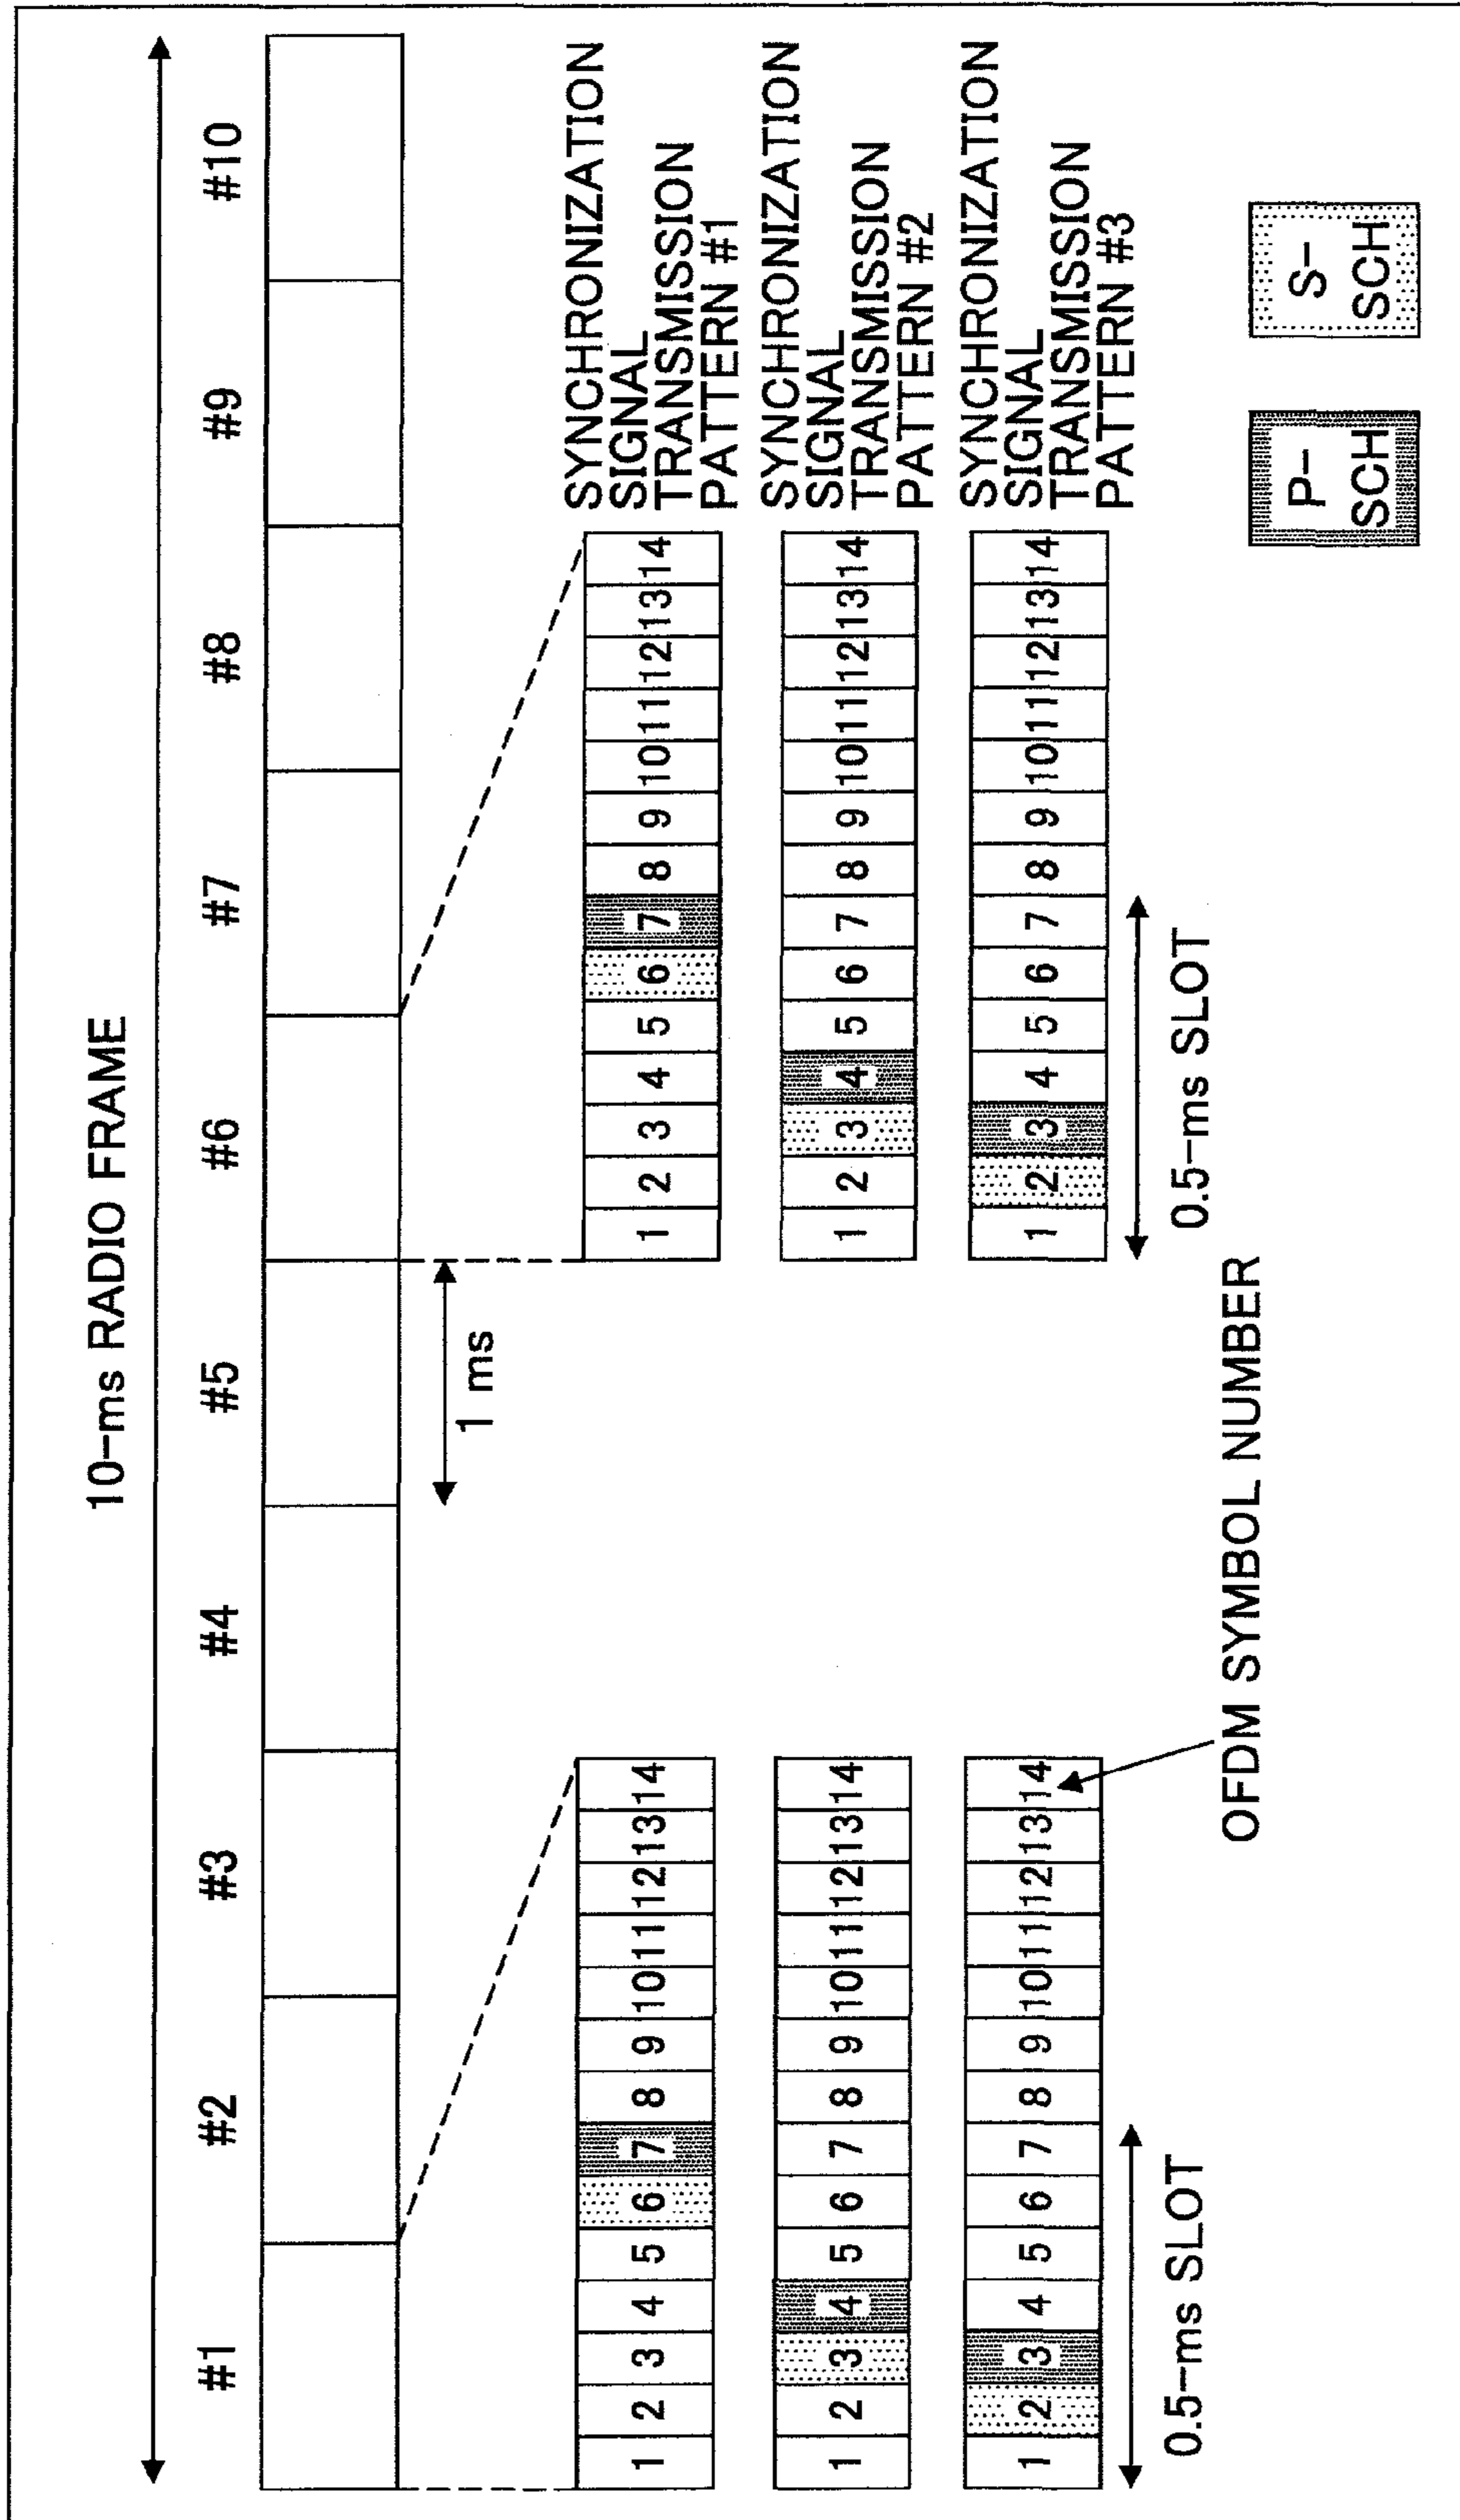 10-ms RADIO FRAME
#1 #2 #3 #4 #5 #6 #7 #8 #9 #10
1 ms
1 2 3 4 5 6 7 8 9 10 11 12 13 14
1 2 3 4 5 6 7 8 9 10 11 12 13 14
SYNCHRONIZATION
SIGNAL
TRANSMISSION
PATTERN #1
1 2 3 4 5 6 7 8 9 10 11 12 13 14
1 2 3 4 5 6 7 8 9 10 11 12 13 14
SYNCHRONIZATION
SIGNAL
TRANSMISSION
PATTERN #2
1 2 3 4 5 6 7 8 9 10 11 12 13 14
1 2 3 4 5 6 7 8 9 10 11 12 13 14
SYNCHRONIZATION
SIGNAL
TRANSMISSION
PATTERN #3
0.5-ms SLOT
0.5-ms SLOT
OFDM SYMBOL NUMBER
P-
SCH
S-
SCH